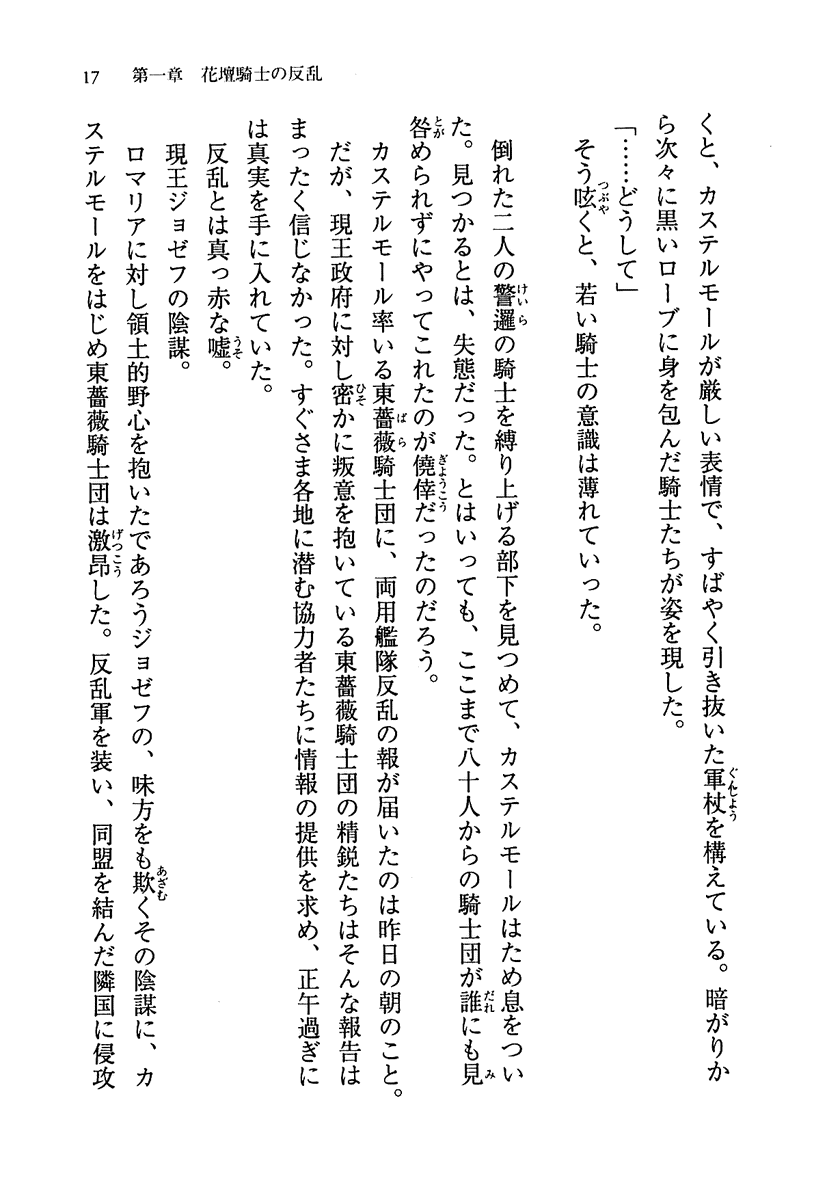 17 第一章 花壇騎士の反乱
くと、カステルモールが厳しい表情で、すばやく引き抜いた軍杖を構えている。暗がりか
ら次々に黒いローブに身を包んだ騎士たちが姿を現した。
「……どうして」
そう呟くと、若い騎士の意識は薄れていった。
倒れた二人の警邏の騎士を縛り上げる部下を見つめて、カステルモールはため息をつい
た。見つかるとは、失態だった。とはいっても、ここまで八十人からの騎士団が誰にも見
咎められずにやってこれたのが僥倖だったのだろう。
カステルモール率いる東薔薇騎士団に、両用艦隊反乱の報が届いたのは昨日の朝のこと。
だが、現王政府に対し密かに叛意を抱いている東薔薇騎士団の精鋭たちはそんな報告は
まったく信じなかった。すぐさま各地に潜む協力者たちに情報の提供を求め、正午過ぎに
は真実を手に入れていた。
反乱とは真っ赤な嘘。
現王ジョゼフの陰謀。
ロマリアに対し領土的野心を抱いたであろうジョゼフの、味方をも欺くその陰謀に、カ
ステルモールをはじめ東薔薇騎士団は激昂した。反乱軍を装い、同盟を結んだ隣国に侵攻